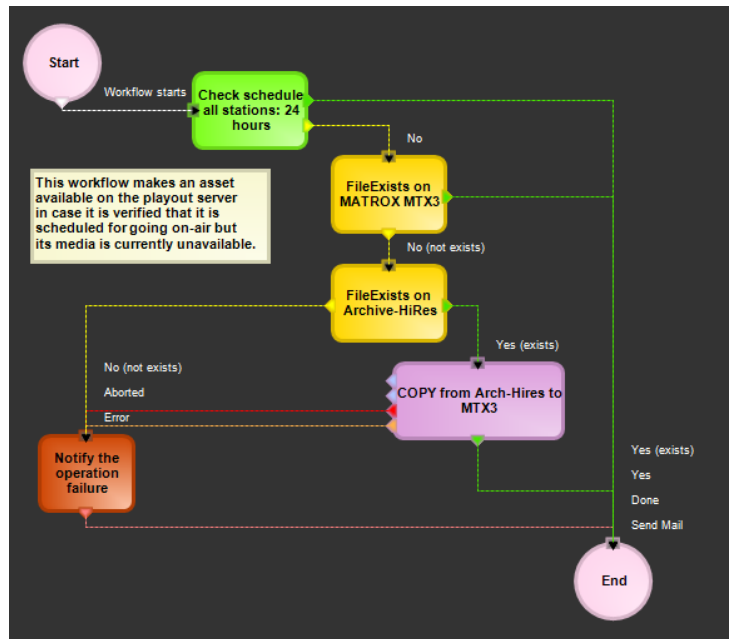 Start
Workflow starts
Check schedule
all stations: 24
hours
No
This workflow makes an asset
available on the playout server
in case it is verified that it is
scheduled for going on-air but
its media is currently unavailable.
FileExists on
MATROX MTX3
No (not exists)
FileExists on
Archive-HiRes
Yes (exists)
No (not exists)
Aborted
Error
COPY from Arch-Hires to
MTX3
Notify the
operation
failure
Yes (exists)
Yes
Done
Send Mail
End